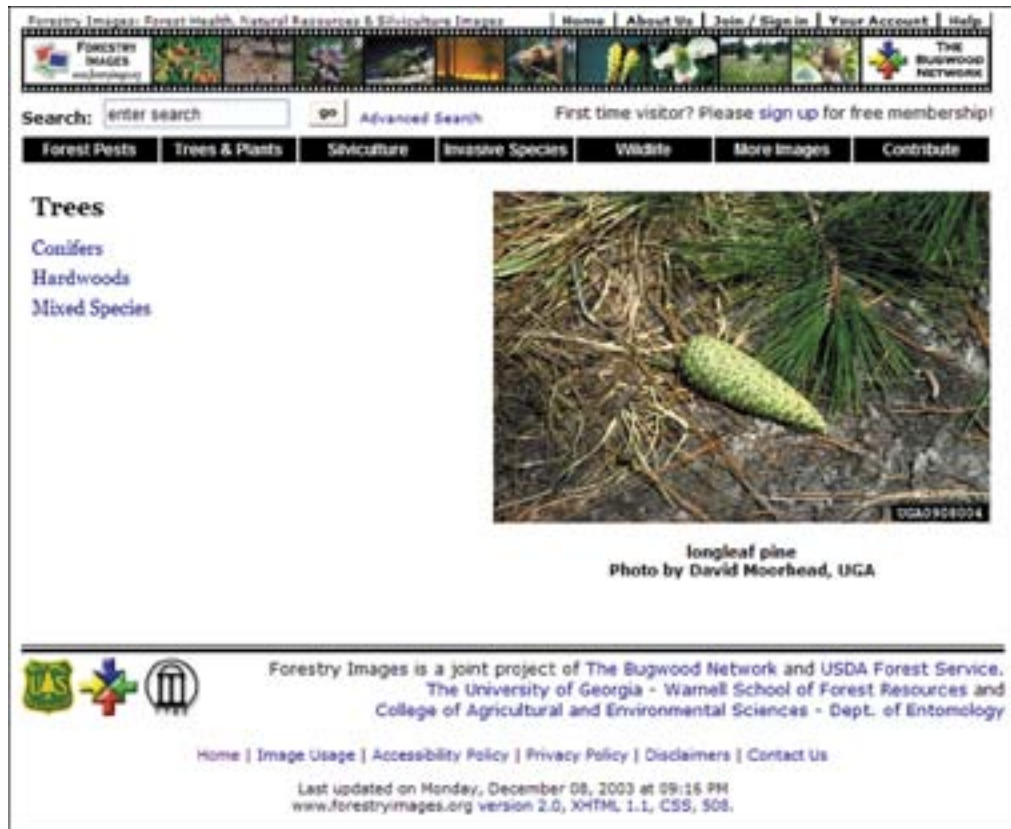 Forestry Images: Forest Health, Natural Resources & Silviculture Images
Home | About Us | Join / Sign in | Your Account | Help |
FORESTRY
IMAGES
www.forestryimages.org
THE
BUGWOOD
NETWORK
Search: enter search go Advanced Search First time visitor? Please sign up for free membership!
Forest Pests Trees & Plants Silviculture Invasive Species Wildlife More Images Contribute
Trees
Conifers
Hardwoods
Mixed Species
UGA0908004
longleaf pine
Photo by David Moorhead, UGA
US
Forestry Images is a joint project of The Bugwood Network and USDA Forest Service.
The University of Georgia - Warnell School of Forest Resources and
College of Agricultural and Environmental Sciences - Dept. of Entomology
Home | Image Usage | Accessibility Policy | Privacy Policy | Disclaimers | Contact Us
Last updated on Monday, December 08, 2003 at 09:16 PM
www.forestryimages.org version 2.0, XHTML 1.1, CSS, 508.